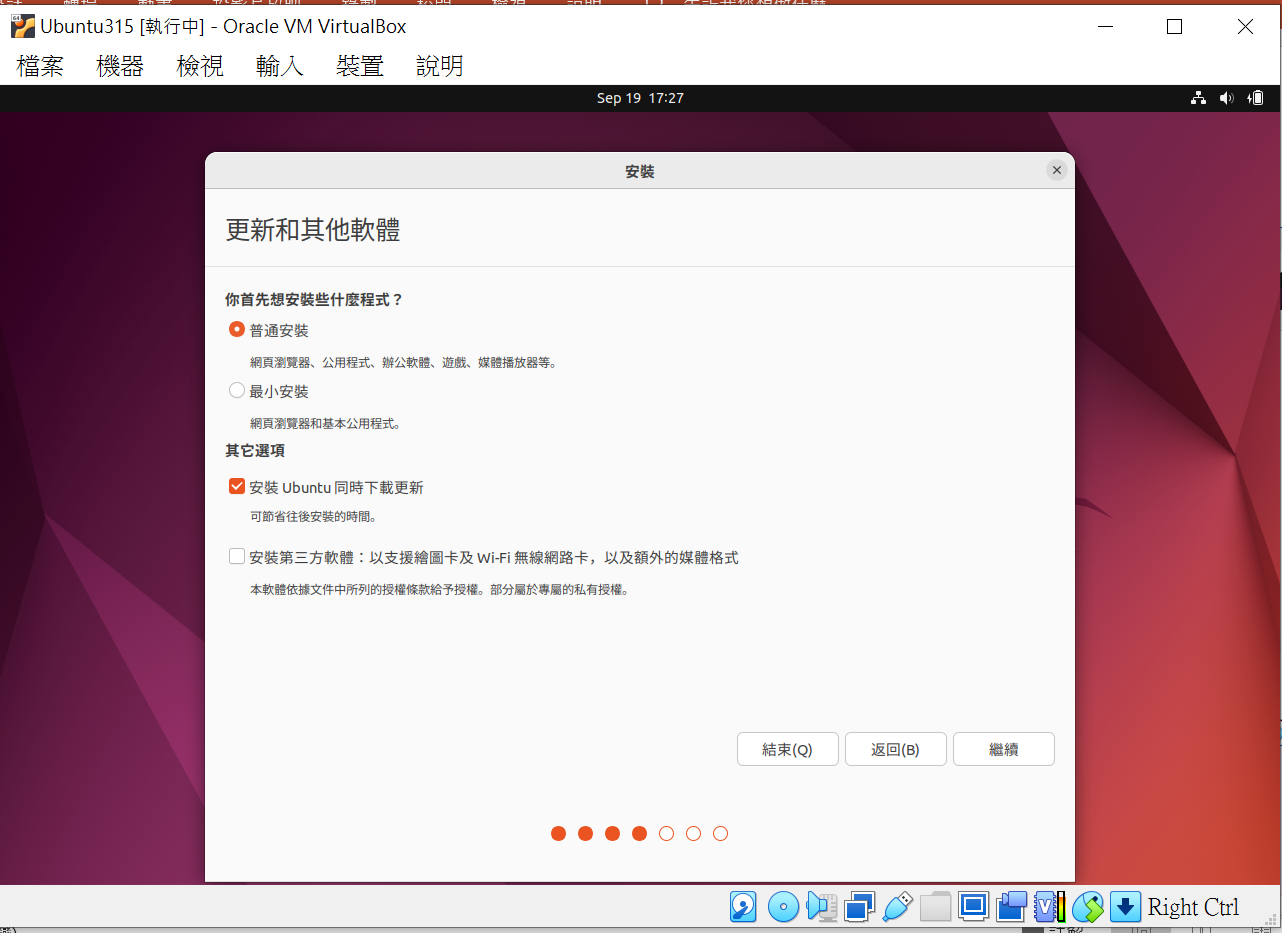 Ubuntu315 [執行中] - Oracle VM VirtualBox
檔案 機器 檢視 輸入 裝置 說明
Sep 19 17:27
安裝
更新和其他軟體
你首先想安裝些什麼程式？
普通安裝
網頁瀏覽器、公用程式、辦公軟體、遊戲、媒體播放器等。
最小安裝
網頁瀏覽器和基本公用程式。
其它選項
安裝 Ubuntu 同時下載更新
可節省往後安裝的時間。
安裝第三方軟體：以支援繪圖卡及 Wi-Fi 無線網路卡，以及額外的媒體格式
本軟體依據文件中所列的授權條款給予授權。部分屬於專屬的私有授權。
結束(Q) 返回(B) 繼續
Right Ctrl